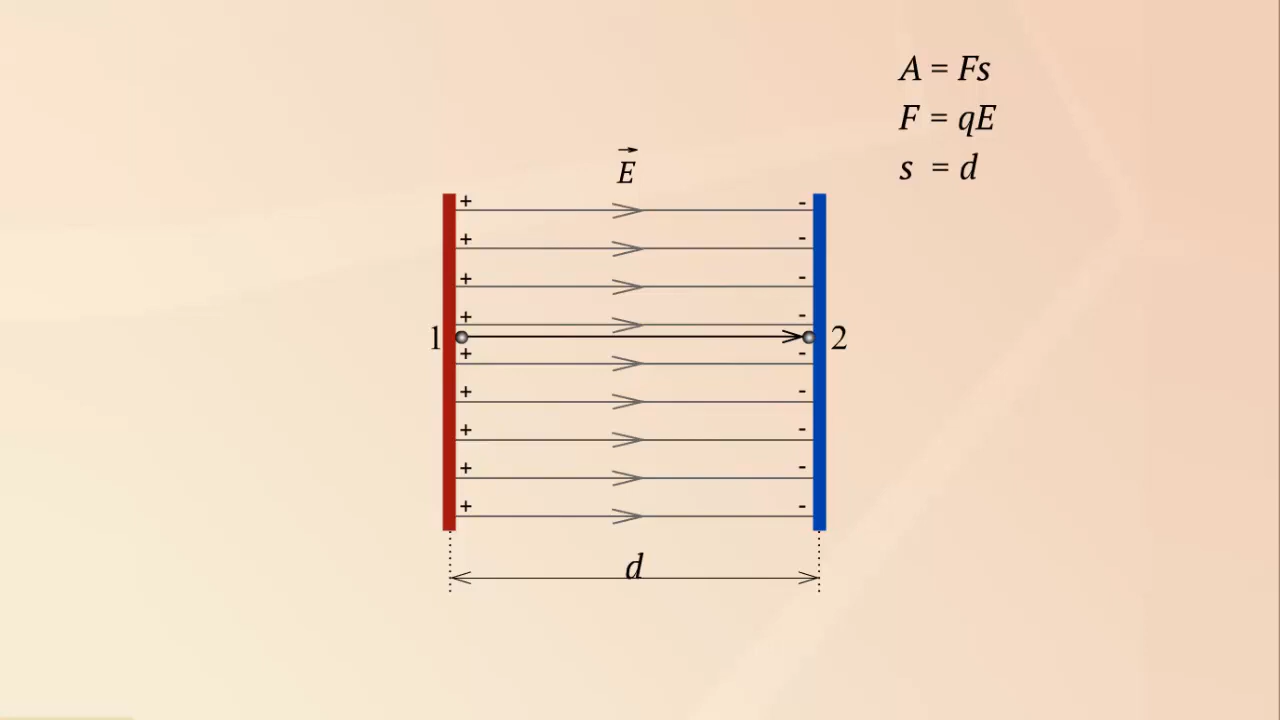 A = Fs
F = qE
s = d
E
+ -
+ -
+ -
+ -
1 2
+ -
+ -
+ -
+ -
+ -
d